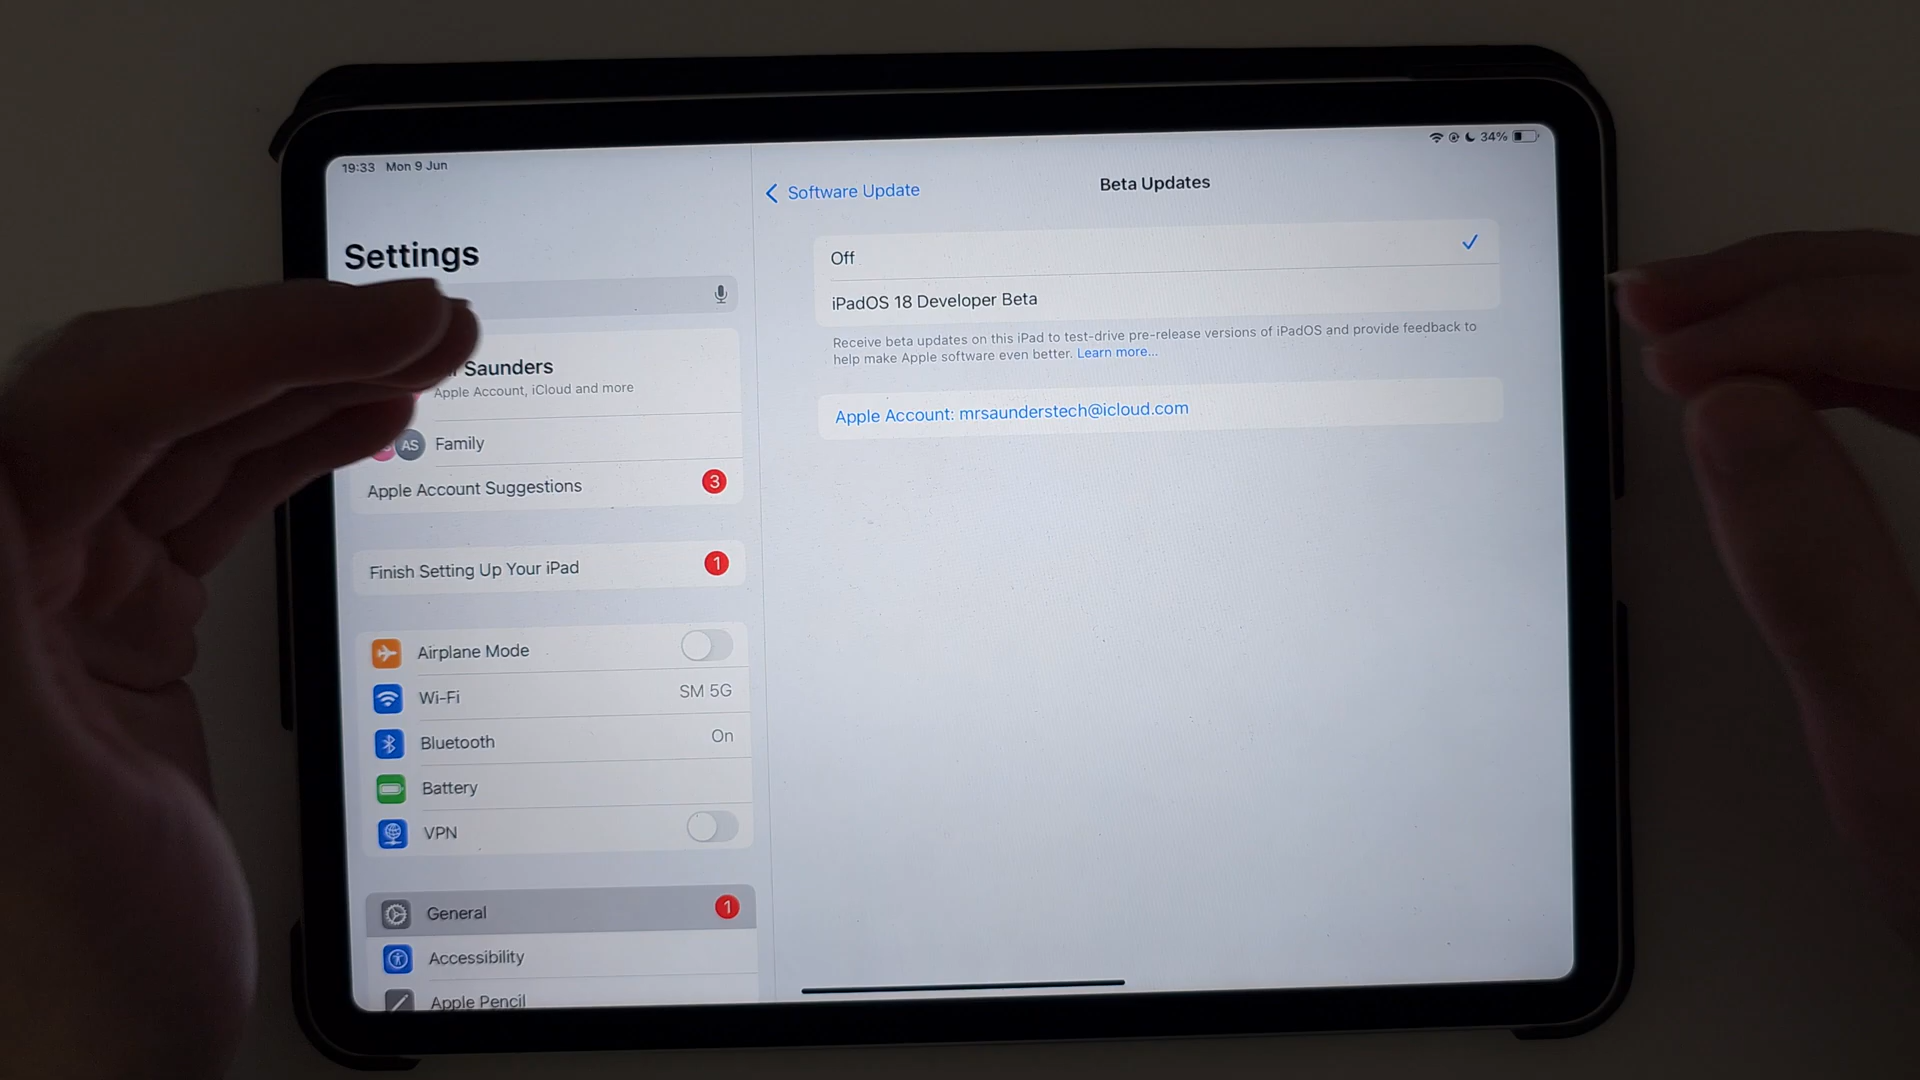 19:33 Mon 9 Jun
34%
Settings
Saunders
Apple Account, iCloud and more
AS
Family
Apple Account Suggestions
3
Finish Setting Up Your iPad
1
Airplane Mode
Wi-Fi
SM 5G
Bluetooth
On
Battery
VPN
General
1
Accessibility
Apple Pencil
Software Update
Beta Updates
Off
iPadOS 18 Developer Beta
Receive beta updates on this iPad to test-drive pre-release versions of iPadOS and provide feedback to
help make Apple software even better. Learn more...
Apple Account: mrsaunderstech@icloud.com